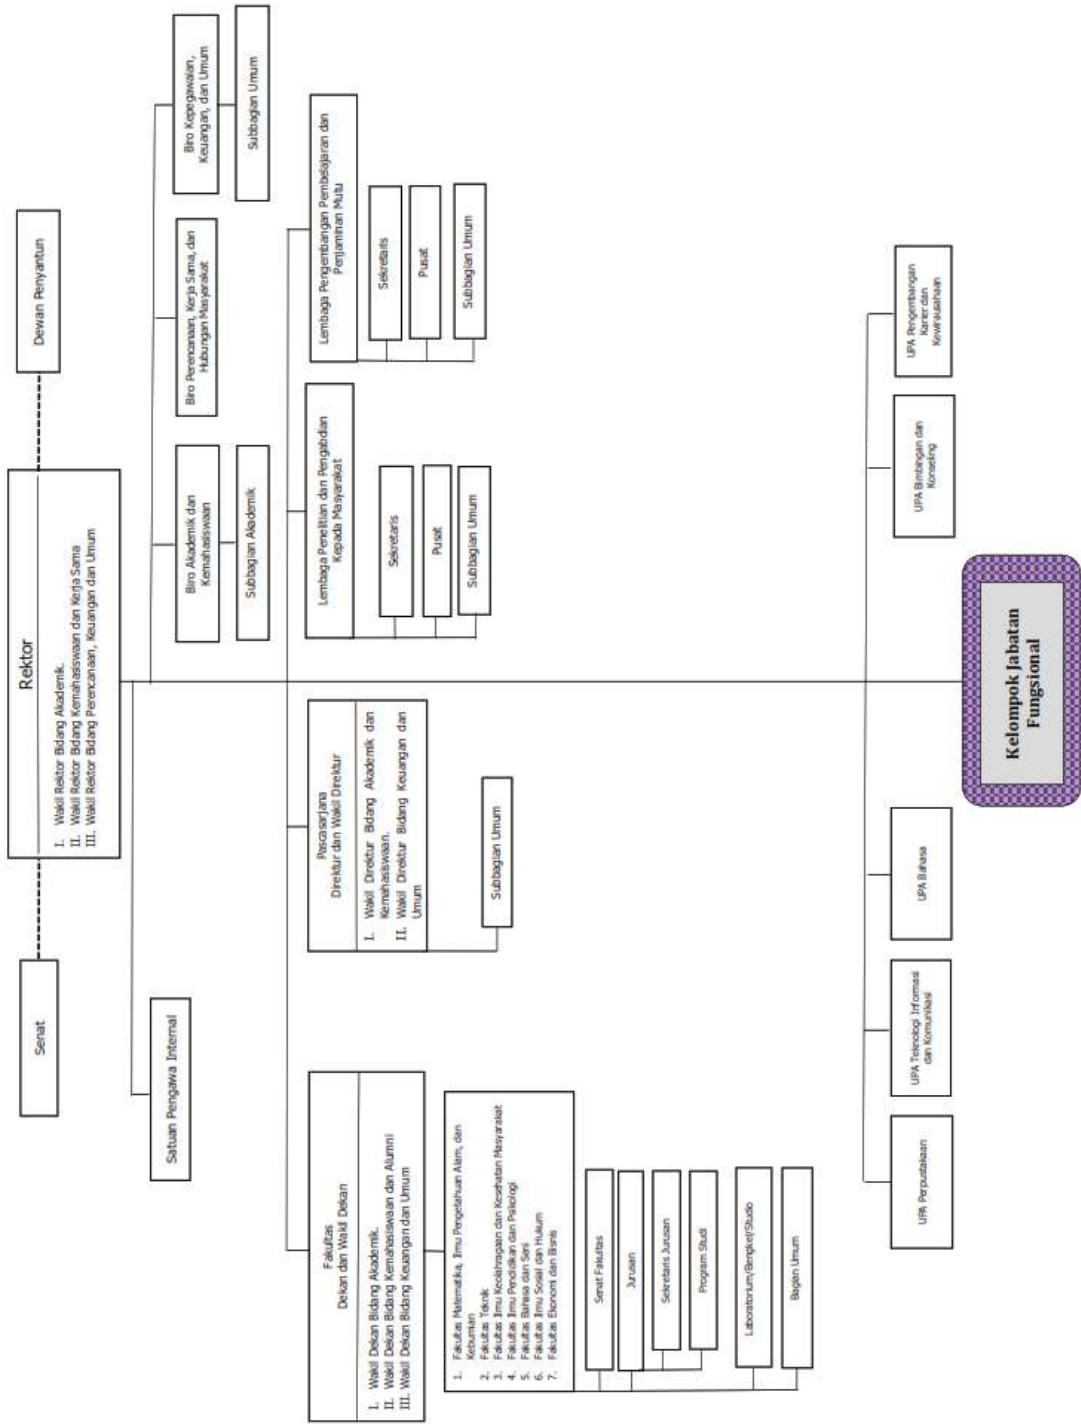 Senat
Rektor
I. Wakil Rektor Bidang Akademik.
II. Wakil Rektor Bidang Kemahasiswaan dan Kerja Sama
III. Wakil Rektor Bidang Perencanaan, Keuangan dan Umum
Dewan Penyantun
Satuan Pengawa Internal
Biro Akademik dan
Kemahasiswaan
Subbagian Akademik
Biro Perencanaan, Kerja Sama, dan
Hubungan Masyarakat
Biro Kepegawaian,
Keuangan, dan Umum
Subbagian Umum
Fakultas
Dekan dan Wakil Dekan
I. Wakil Dekan Bidang Akademik.
II. Wakil Dekan Bidang Kemahasiswaan dan Alumni
III. Wakil Dekan Bidang Keuangan dan Umum
1. Fakultas Matematika, Ilmu Pengetahuan Alam, dan
Kebumian
2. Fakultas Teknik
3. Fakultas Ilmu Keolahragaan dan Kesehatan Masyarakat
4. Fakultas Ilmu Pendidikan dan Psikologi
5. Fakultas Bahasa dan Seni
6. Fakultas Ilmu Sosial dan Hukum
7. Fakultas Ekonomi dan Bisnis
Senat Fakultas
Jurusan
Sekretaris Jurusan
Program Studi
Laboratorium/Bengkel/Studio
Bagian Umum
Pascasarjana
Direktur dan Wakil Direktur
I. Wakil Direktur Bidang Akademik dan
Kemahasiswaan.
II. Wakil Direktur Bidang Keuangan dan
Umum
Subbagian Umum
Lembaga Penelitian dan Pengabdian
Kepada Masyarakat
Sekretaris
Pusat
Subbagian Umum
Lembaga Pengembangan Pembelajaran dan
Penjaminan Mutu
Sekretaris
Pusat
Subbagian Umum
UPA Perpustakaan
UPA Teknologi Informasi
dan Komunikasi
UPA Bahasa
UPA Bimbingan dan
Konseling
UPA Pengembangan
Karier dan
Kewirausahaan
Kelompok Jabatan
Fungsional